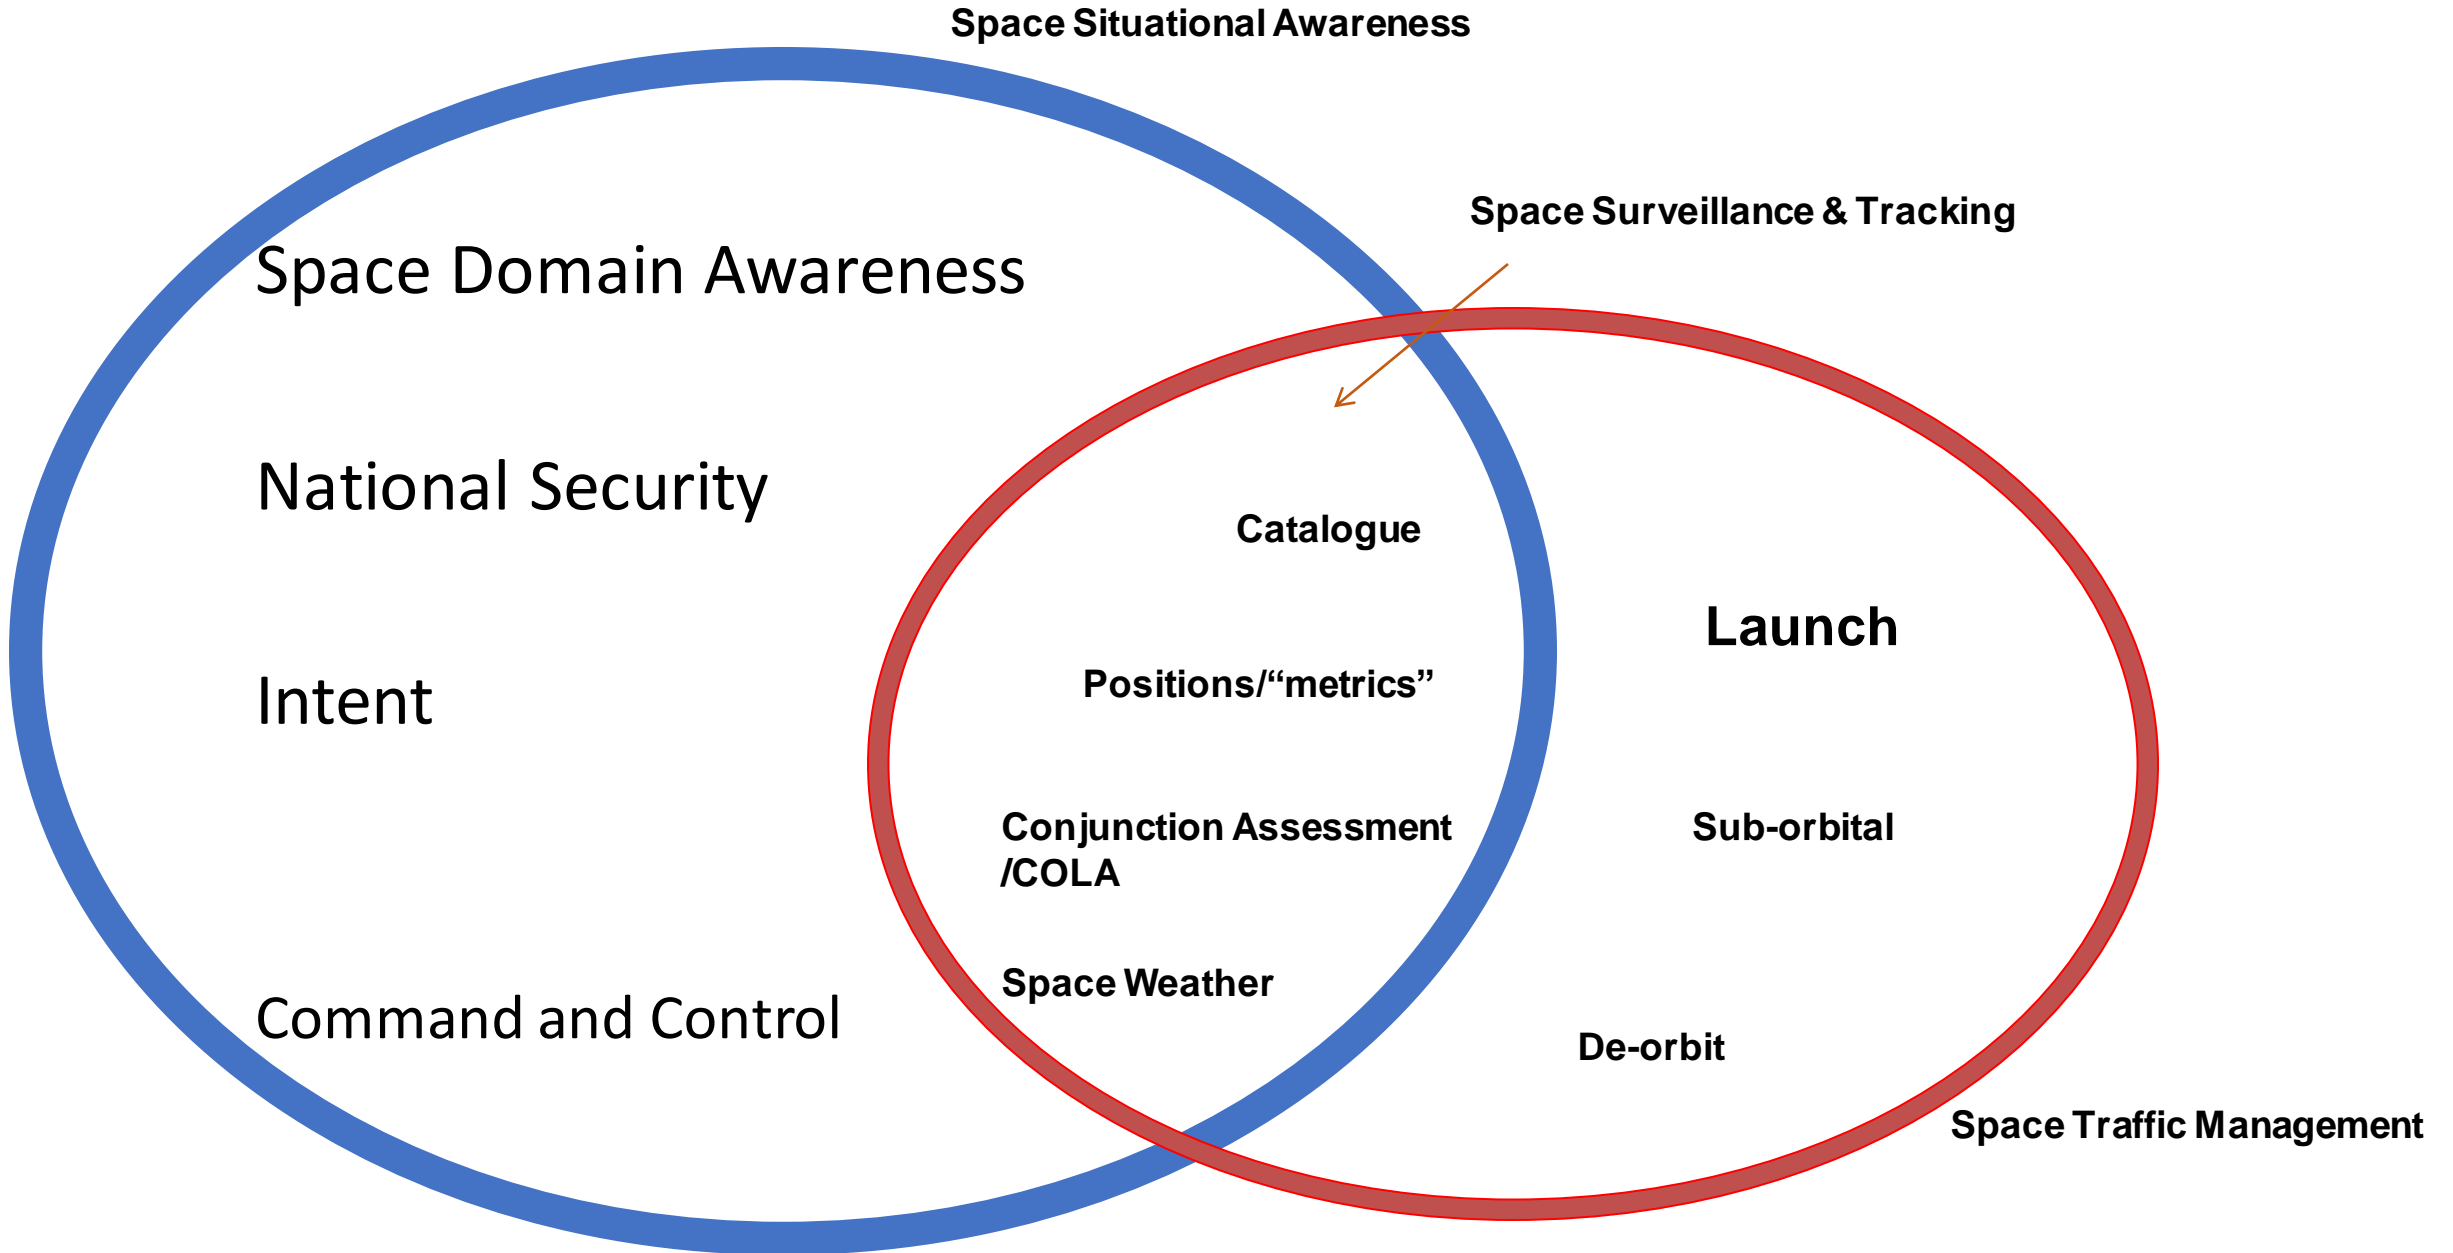 Space Situational Awareness
Space Surveillance & Tracking
Space Domain Awareness
National Security
Intent
Command and Control
Catalogue
Positions/“metrics”
Conjunction Assessment
/COLA
Space Weather
Launch
Sub-orbital
De-orbit
Space Traffic Management